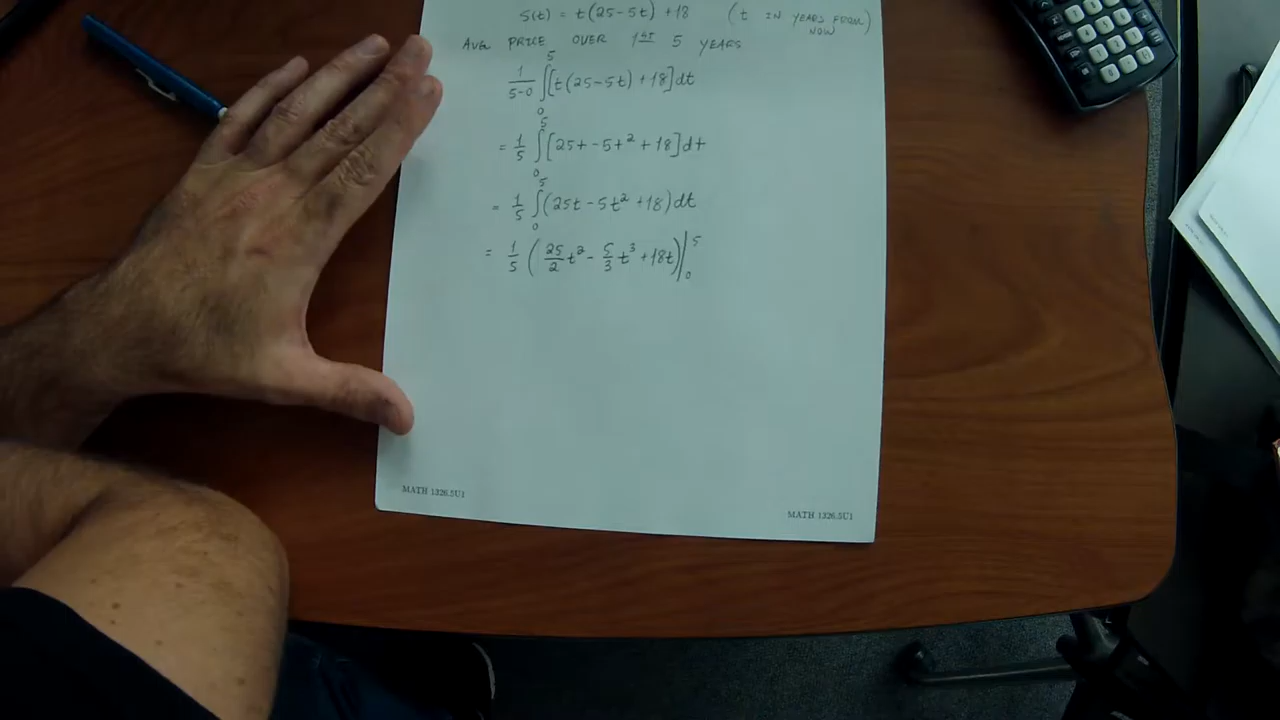 S(t) = t(25-5t) + 18 (t IN YEARS FROM NOW)
AVG PRICE OVER 1st 5 YEARS
1/(5-0) ∫₀⁵ [t(25-5t) + 18] dt
= 1/5 ∫₀⁵ [25t - 5t² + 18] dt
= 1/5 ∫₀⁵ (25t - 5t² + 18) dt
= 1/5 (25/2 t² - 5/3 t³ + 18t) |₀⁵
MATH 1326.5U1 MATH 1326.5U1